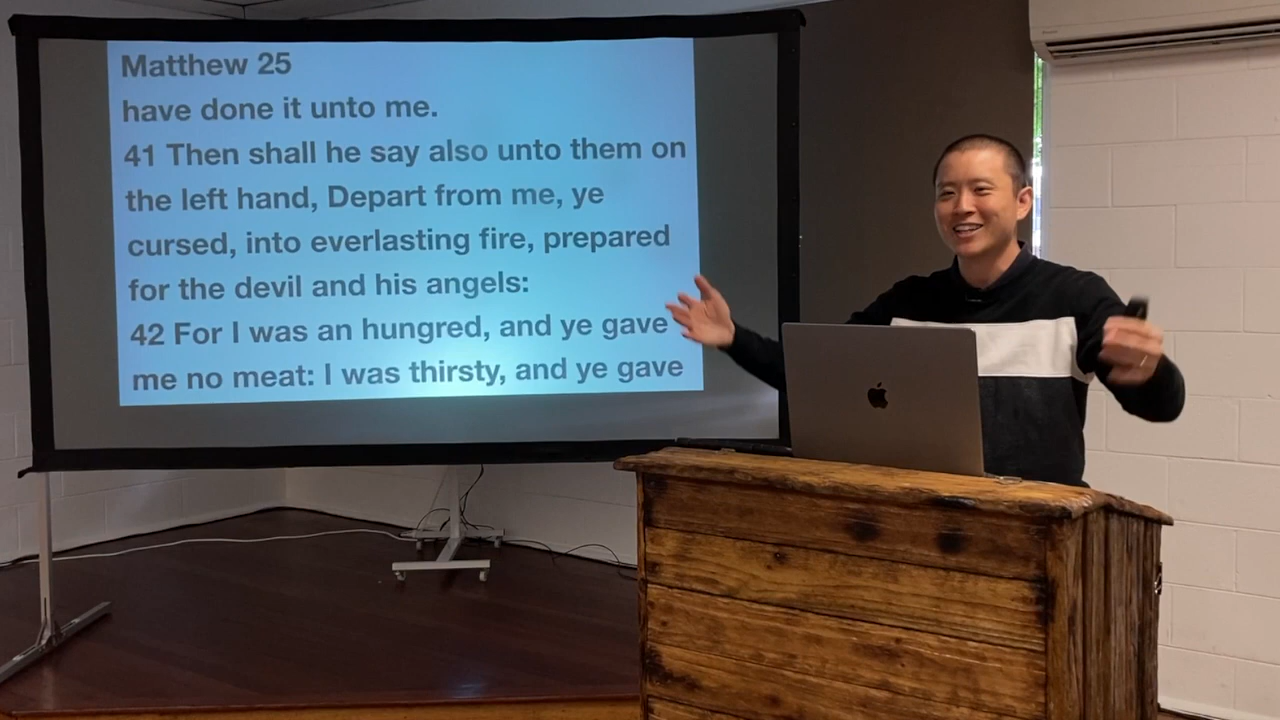 Matthew 25
have done it unto me.
41 Then shall he say also unto them on
the left hand, Depart from me, ye
cursed, into everlasting fire, prepared
for the devil and his angels:
42 For I was an hungred, and ye gave
me no meat: I was thirsty, and ye gave